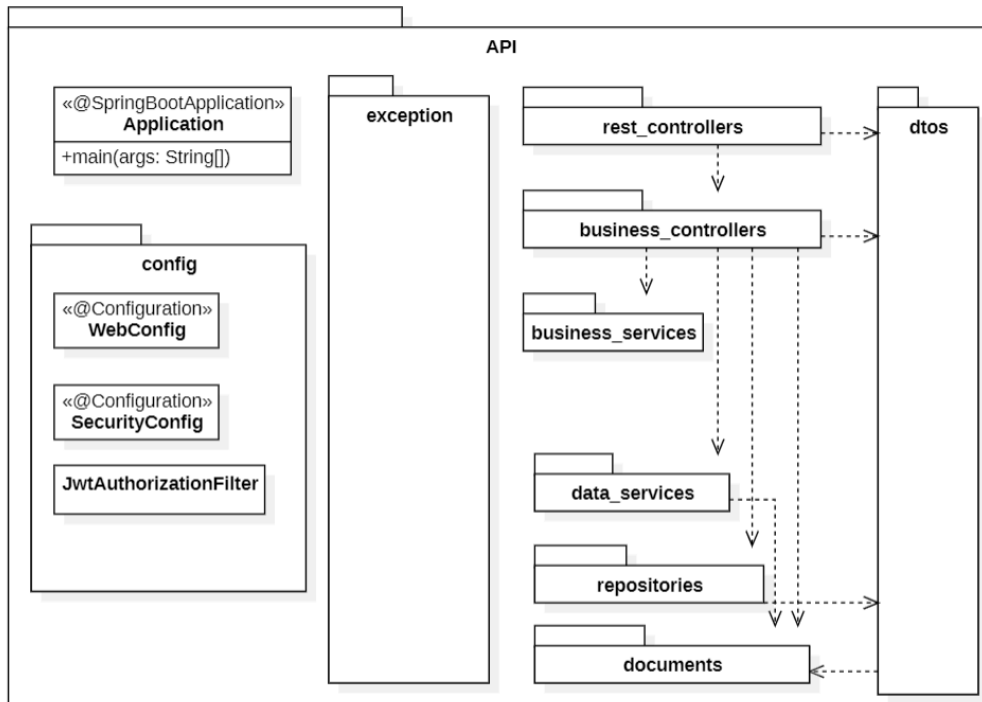 API
«@SpringBootApplication»
Application
+main(args: String[])
exception
rest_controllers
dtos
business_controllers
config
«@Configuration»
WebConfig
business_services
«@Configuration»
SecurityConfig
JwtAuthorizationFilter
data_services
repositories
documents